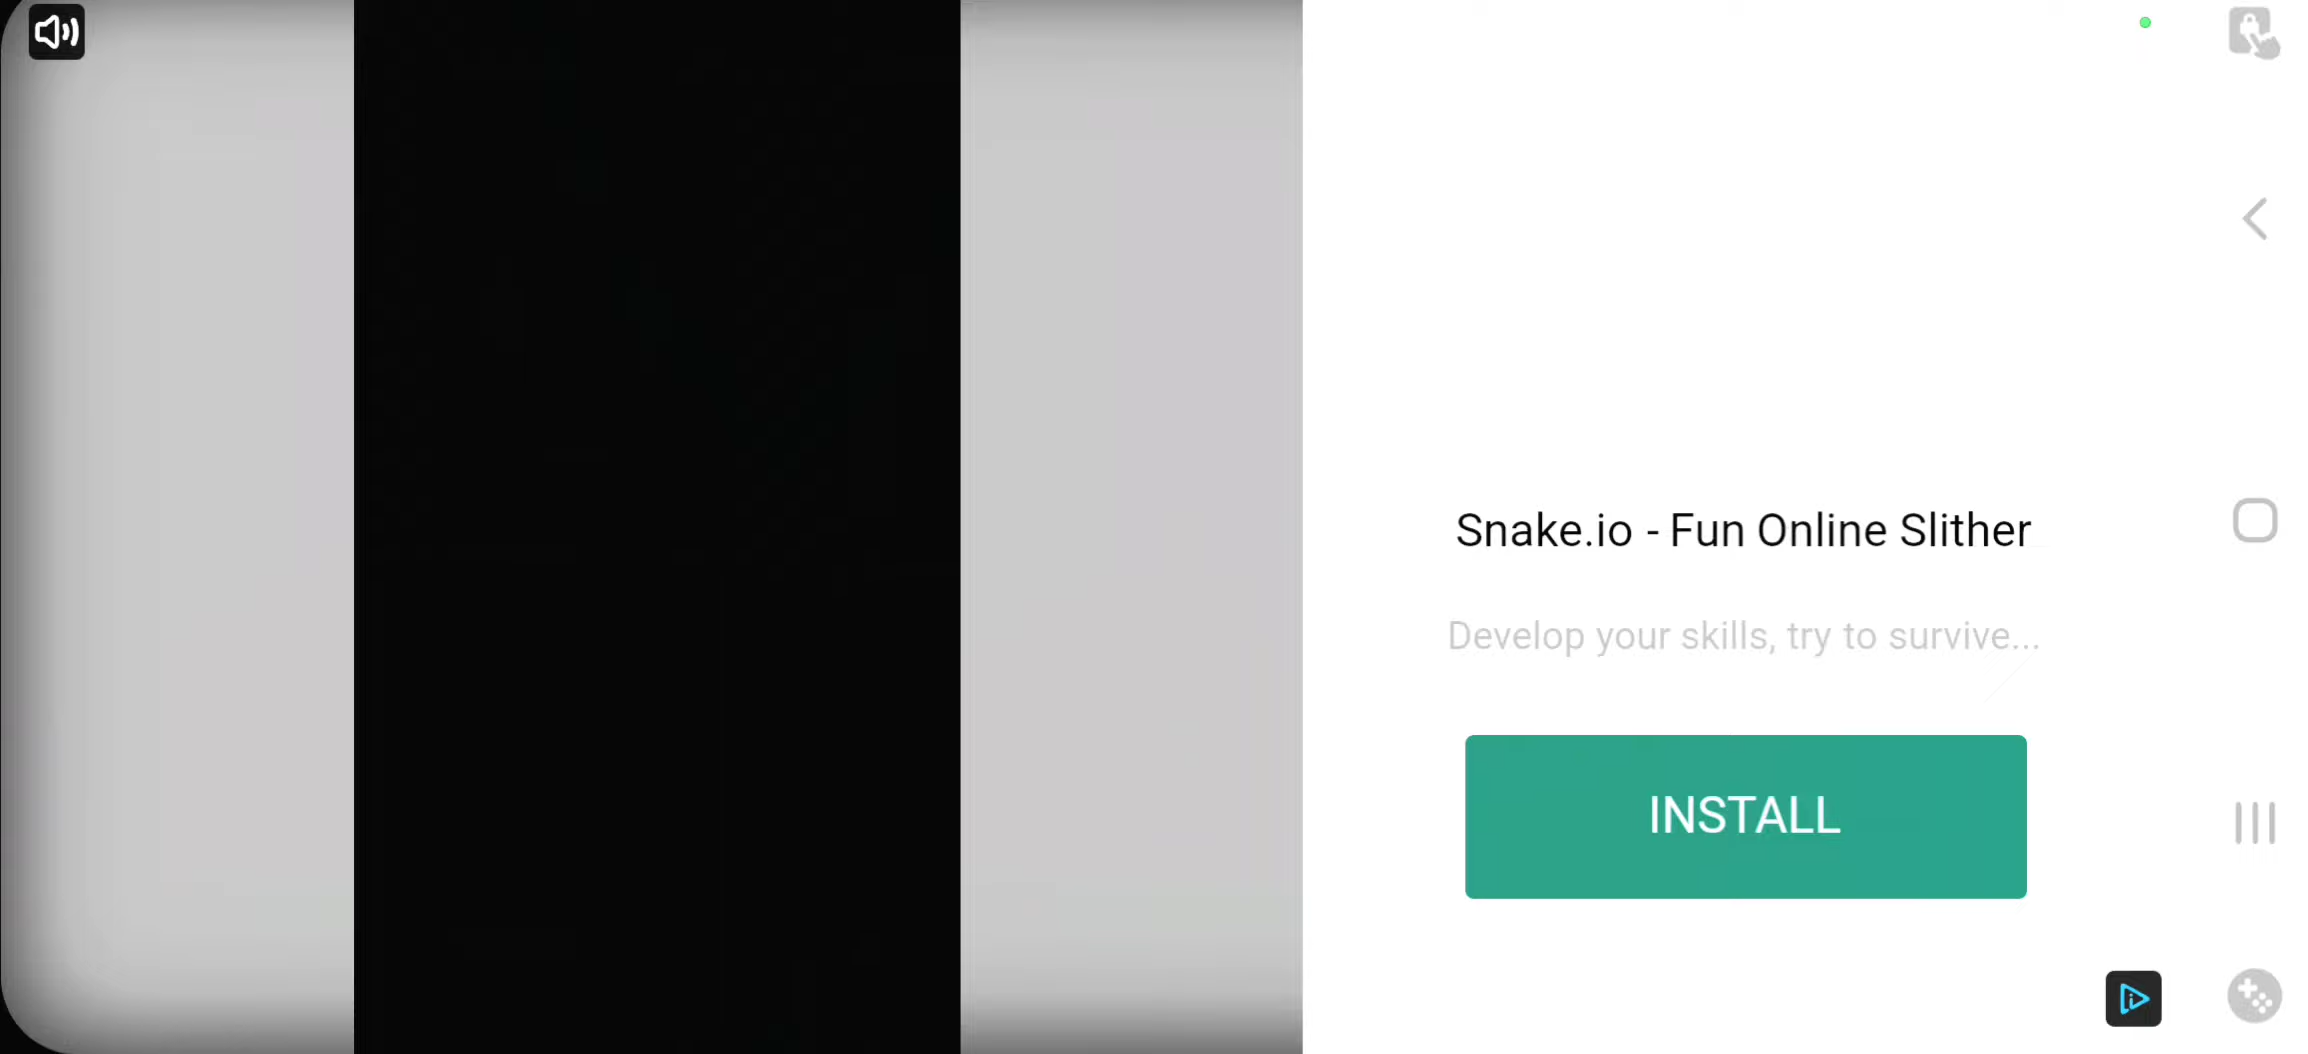 Snake.io - Fun Online Slither
Develop your skills, try to survive...
INSTALL